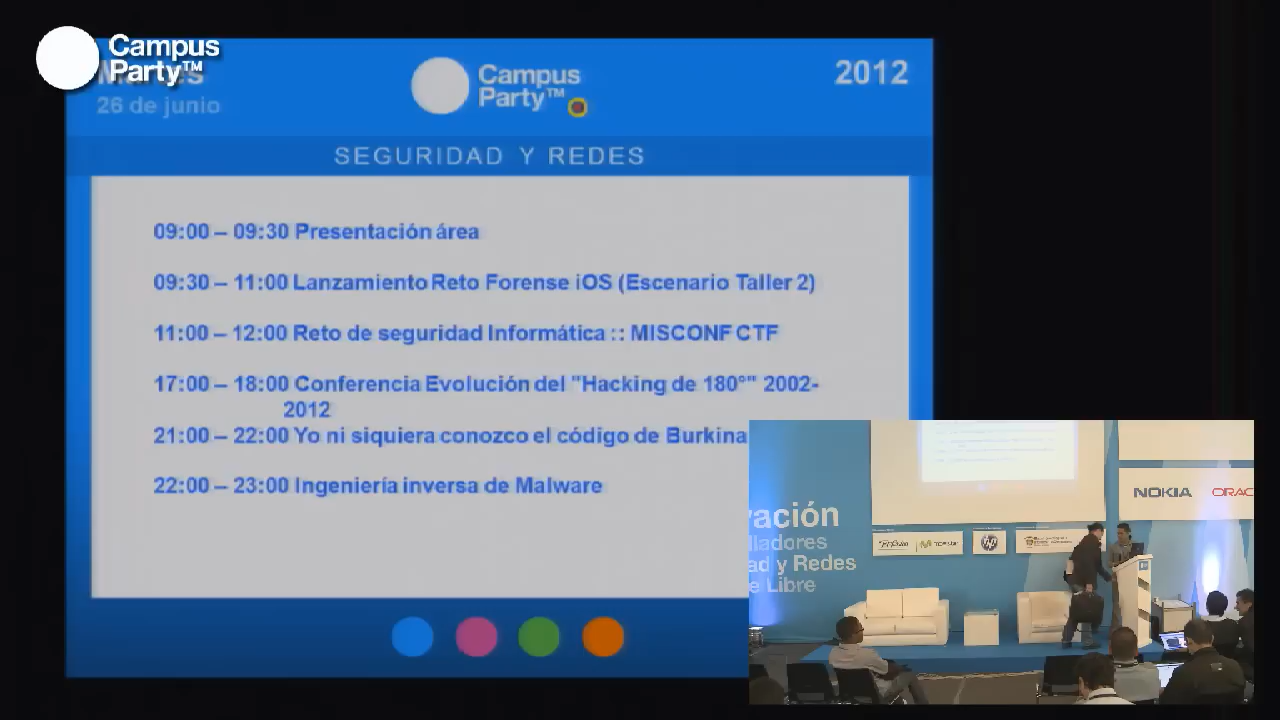 Campus
Party™
26 de junio
Campus
Party™
2012
SEGURIDAD Y REDES
09:00 – 09:30 Presentación área
09:30 – 11:00 Lanzamiento Reto Forense iOS (Escenario Taller 2)
11:00 – 12:00 Reto de seguridad Informática :: MISCONF CTF
17:00 – 18:00 Conferencia Evolución del "Hacking de 180°" 2002-
2012
21:00 – 22:00 Yo ni siquiera conozco el código de Burkina
22:00 – 23:00 Ingeniería inversa de Malware
vación
lladores
ad y Redes
e Libre
NOKIA
ORAC
hp